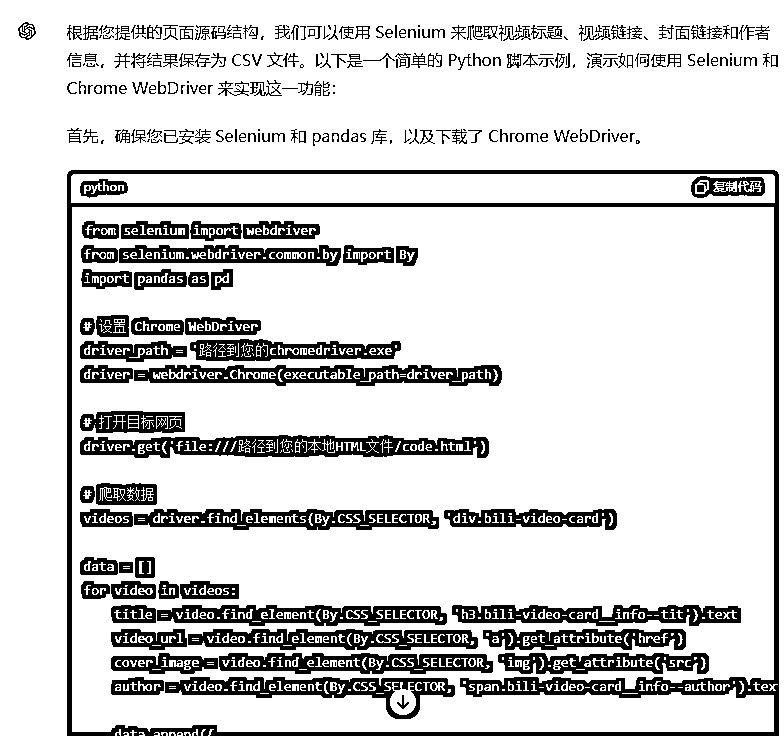 根据您提供的页面源码结构，我们可以使用 Selenium 来爬取视频标题、视频链接、封面链接和作者
信息，并将结果保存为 CSV 文件。以下是一个简单的 Python 脚本示例，演示如何使用 Selenium 和
Chrome WebDriver 来实现这一功能：
首先，确保您已安装 Selenium 和 pandas 库，以及下载了 Chrome WebDriver。
python
复制代码
from selenium import webdriver
from selenium.webdriver.common.by import By
import pandas as pd
# 设置 Chrome WebDriver
driver_path = '路径到您的chromedriver.exe'
driver = webdriver.Chrome(executable_path=driver_path)
# 打开目标网页
driver.get('file:///路径到您的本地HTML文件/code.html')
# 爬取数据
videos = driver.find_elements(By.CSS_SELECTOR, 'div.bili-video-card')
data = []
for video in videos:
title = video.find_element(By.CSS_SELECTOR, 'h3.bili-video-card__info--tit').text
video_url = video.find_element(By.CSS_SELECTOR, 'a').get_attribute('href')
cover_image = video.find_element(By.CSS_SELECTOR, 'img').get_attribute('src')
author = video.find_element(By.CSS_SELECTOR, 'span.bili-video-card__info--author').tex
data.append({